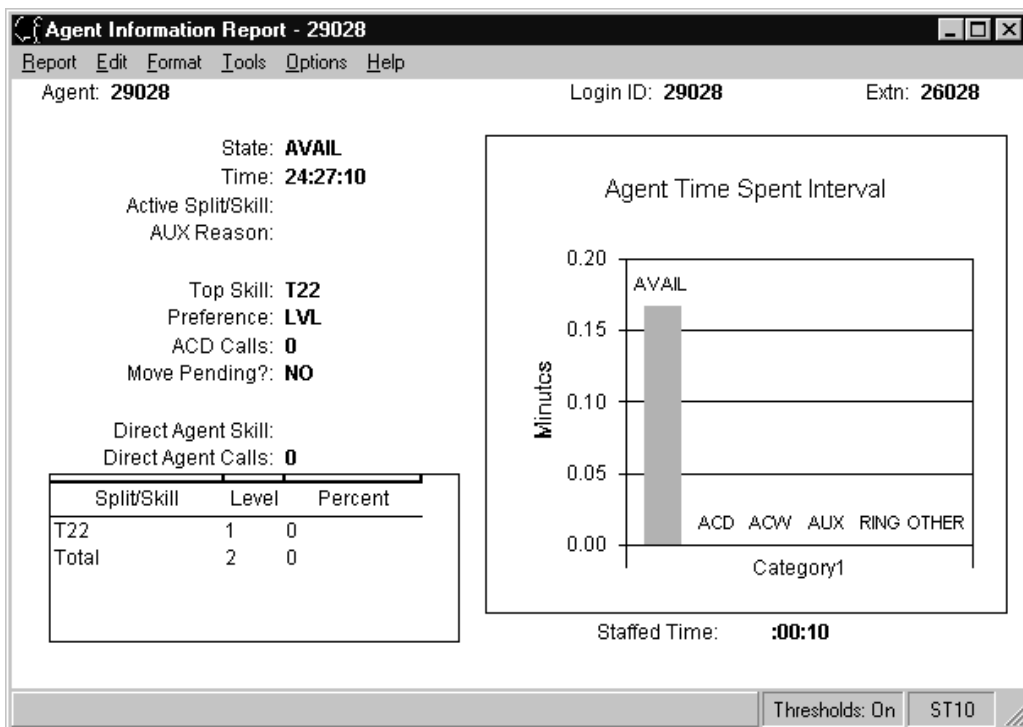 Agent Information Report - 29028
Report Edit Format Tools Options Help
Agent: 29028 Login ID: 29028 Extn: 26028
State: AVAIL
Time: 24:27:10
Active Split/Skill:
AUX Reason:
Top Skill: T22
Preference: LVL
ACD Calls: 0
Move Pending?: NO
Direct Agent Skill:
Direct Agent Calls: 0
Split/Skill Level Percent
T22 1 0
Total 2 0
Agent Time Spent Interval
Minutes
0.20
0.15
0.10
0.05
0.00
AVAIL
ACD ACW AUX RING OTHER
Category1
Staffed Time: :00:10
Thresholds: On ST10